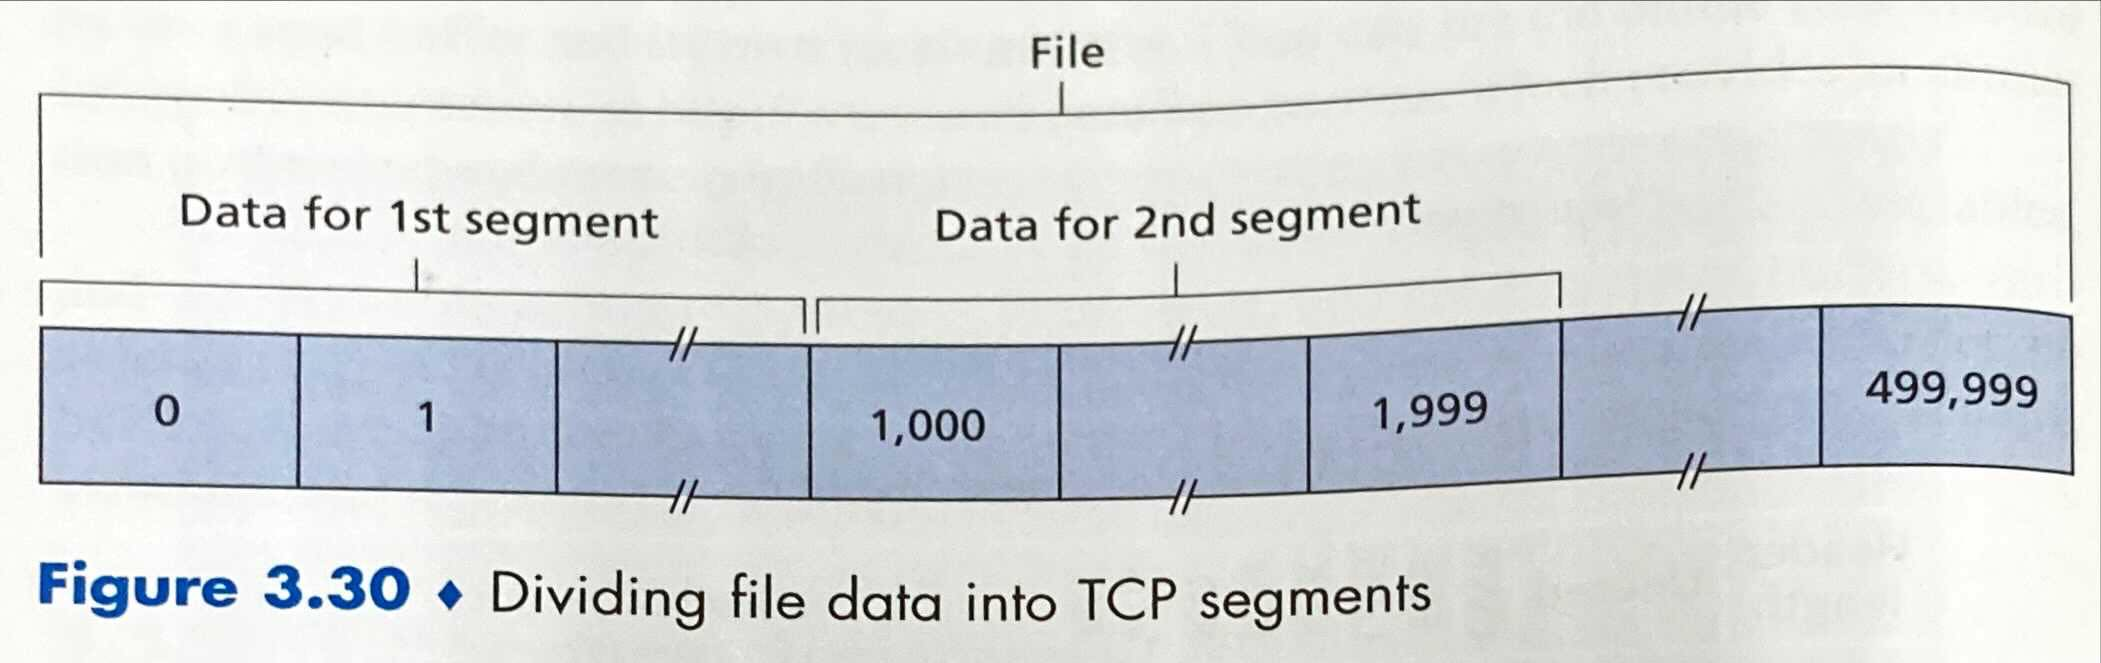 File
Data for 1st segment
Data for 2nd segment
0 1 1,000 1,999 499,999
Figure 3.30 ♦ Dividing file data into TCP segments